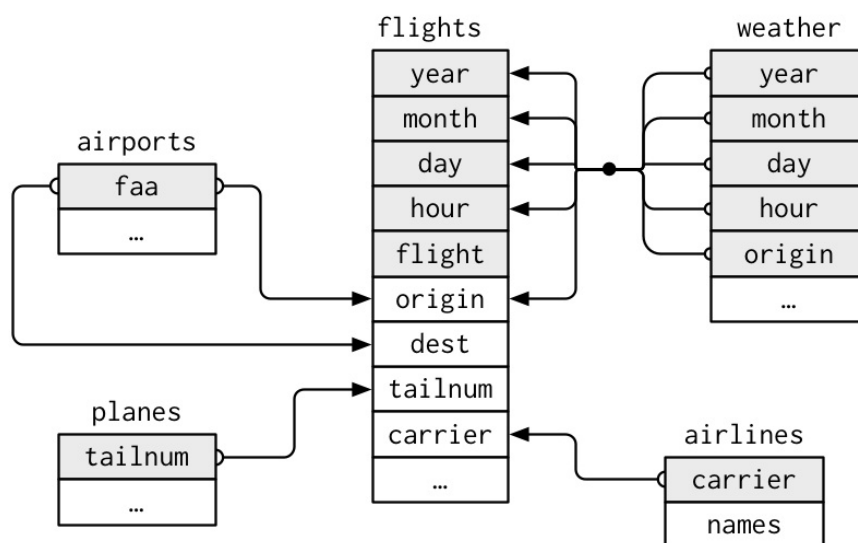 flights
year
month
day
hour
flight
origin
dest
tailnum
carrier
…
weather
year
month
day
hour
origin
…
airports
faa
…
planes
tailnum
…
airlines
carrier
names